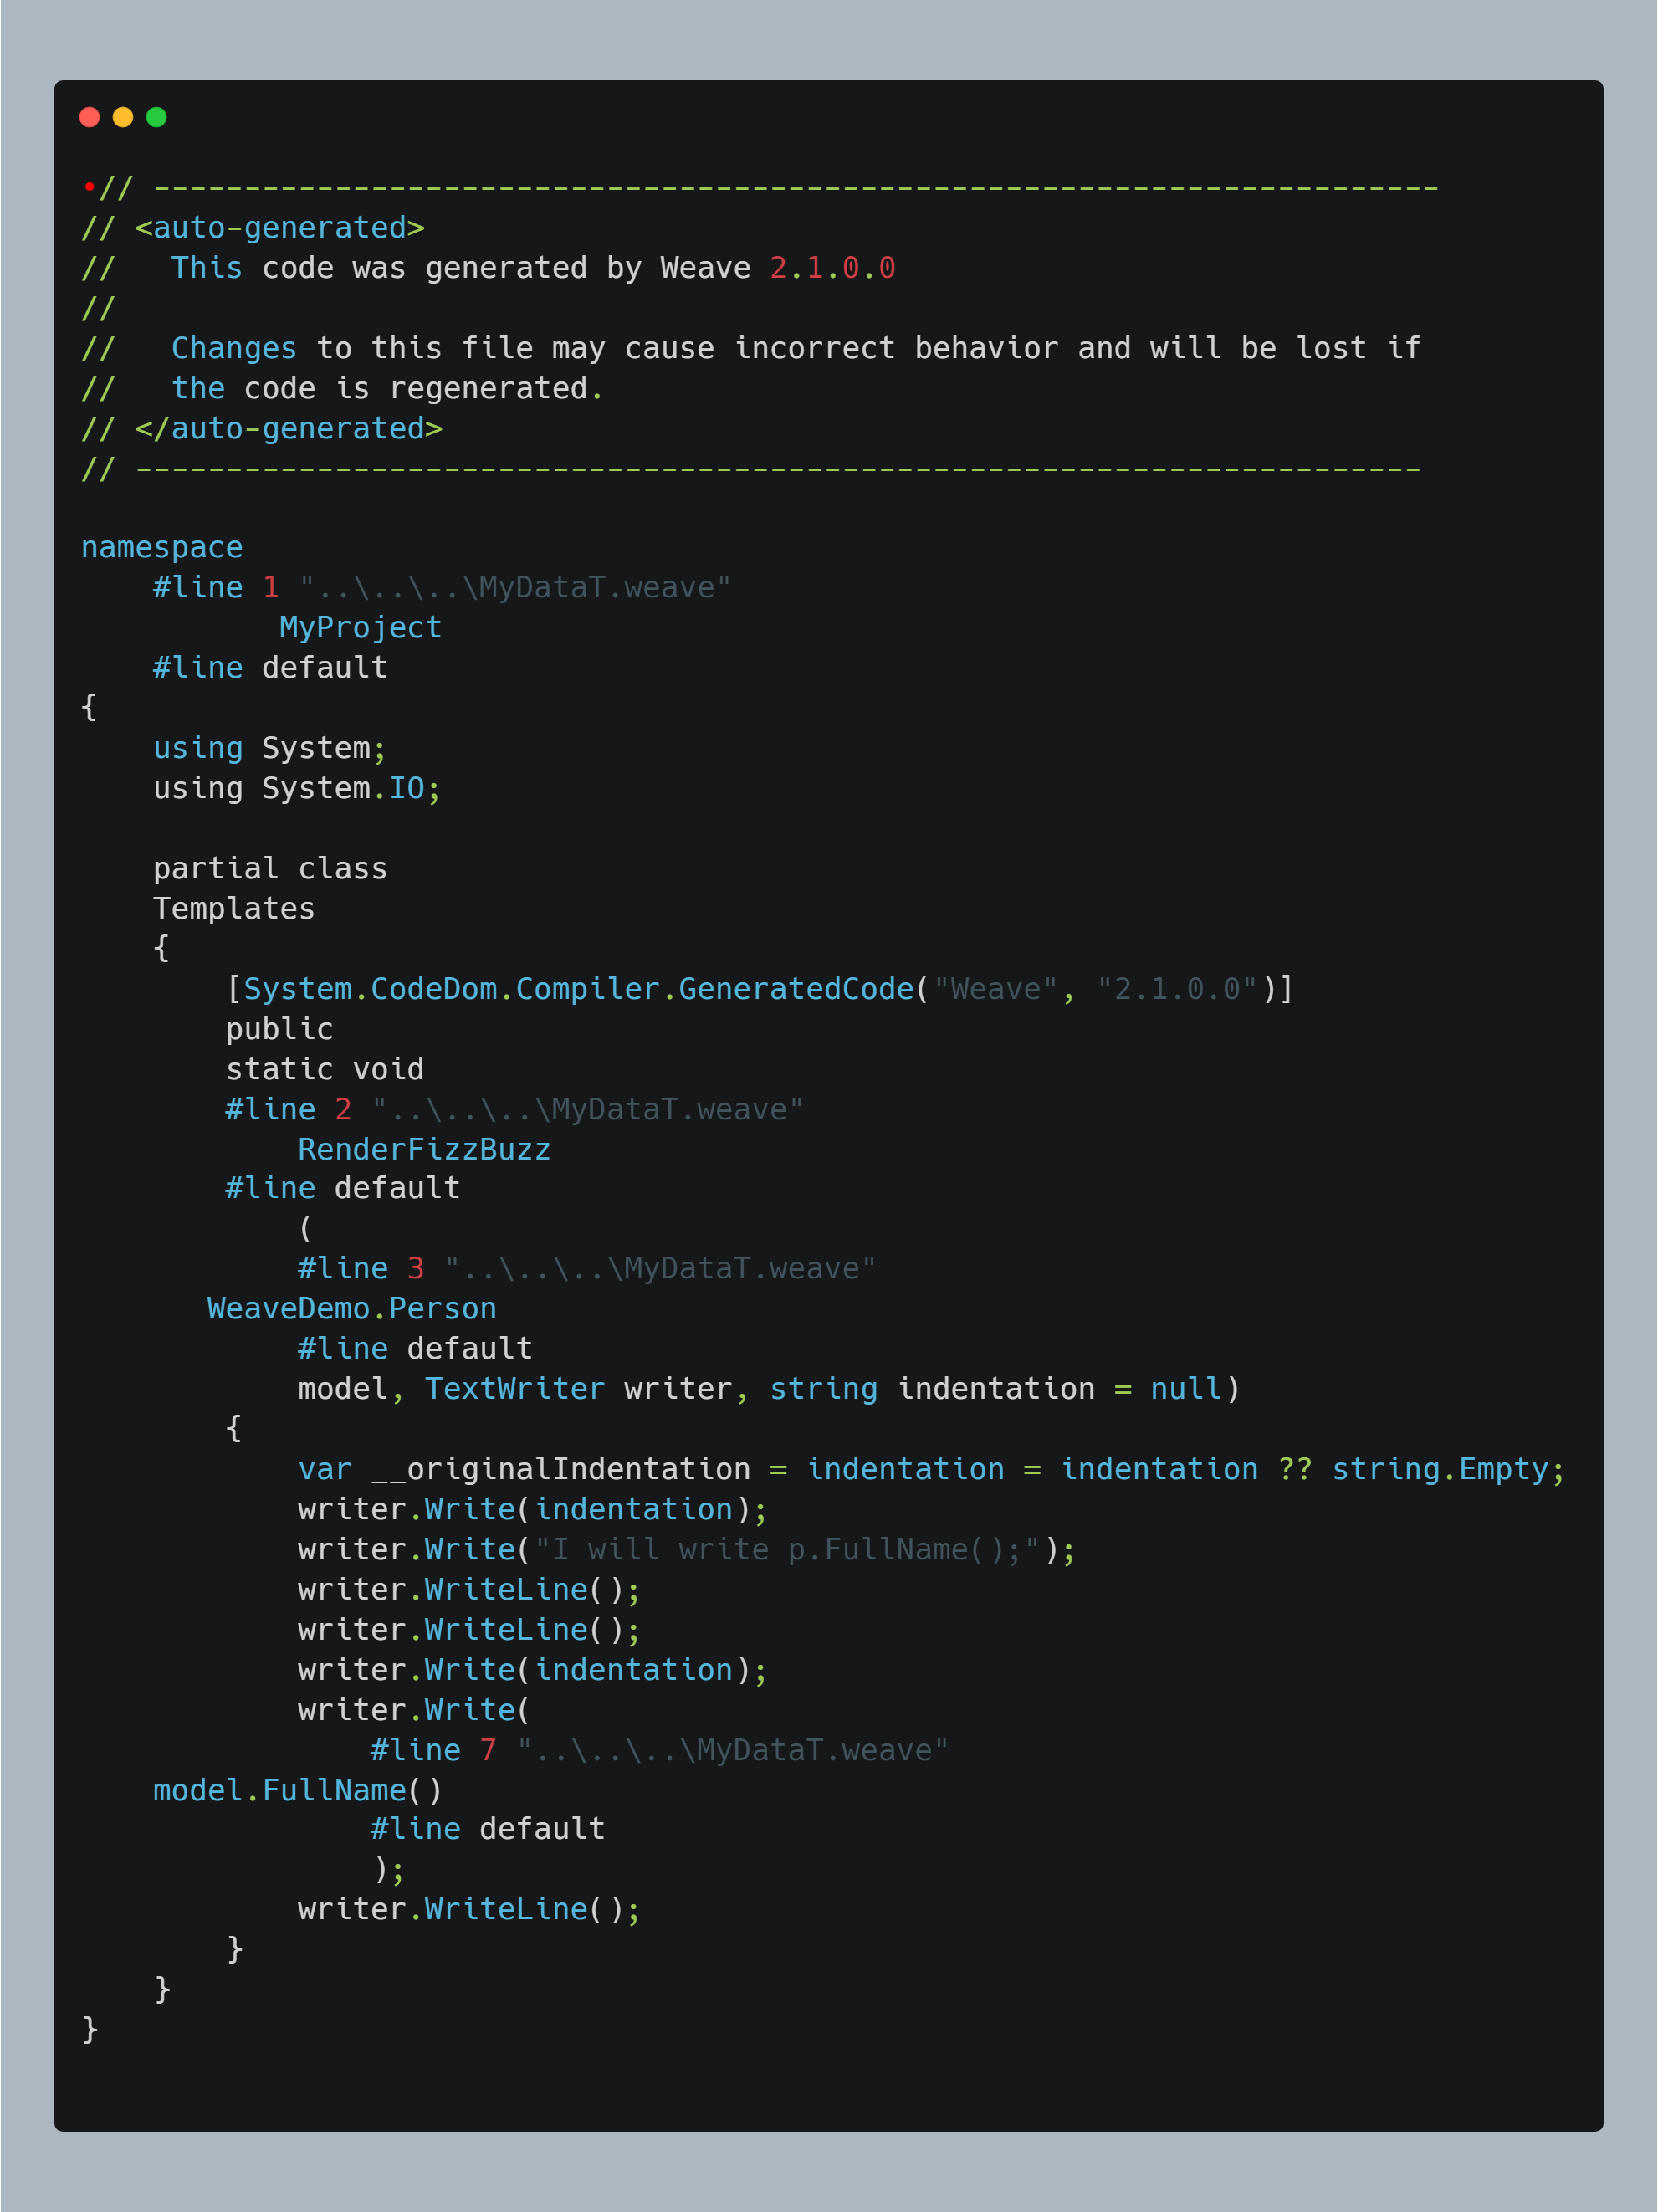 •// -----------------------------------------------------------------------
// <auto-generated>
//   This code was generated by Weave 2.1.0.0
//
//   Changes to this file may cause incorrect behavior and will be lost if
//   the code is regenerated.
// </auto-generated>
// -----------------------------------------------------------------------

namespace
    #line 1 "..\..\..\MyDataT.weave"
           MyProject
    #line default
{
    using System;
    using System.IO;

    partial class
    Templates
    {
        [System.CodeDom.Compiler.GeneratedCode("Weave", "2.1.0.0")]
        public
        static void
        #line 2 "..\..\..\MyDataT.weave"
            RenderFizzBuzz
        #line default
            (
            #line 3 "..\..\..\MyDataT.weave"
       WeaveDemo.Person
            #line default
            model, TextWriter writer, string indentation = null)
        {
            var __originalIndentation = indentation = indentation ?? string.Empty;
            writer.Write(indentation);
            writer.Write("I will write p.FullName();");
            writer.WriteLine();
            writer.WriteLine();
            writer.Write(indentation);
            writer.Write(
                #line 7 "..\..\..\MyDataT.weave"
    model.FullName()
                #line default
                );
            writer.WriteLine();
        }
    }
}